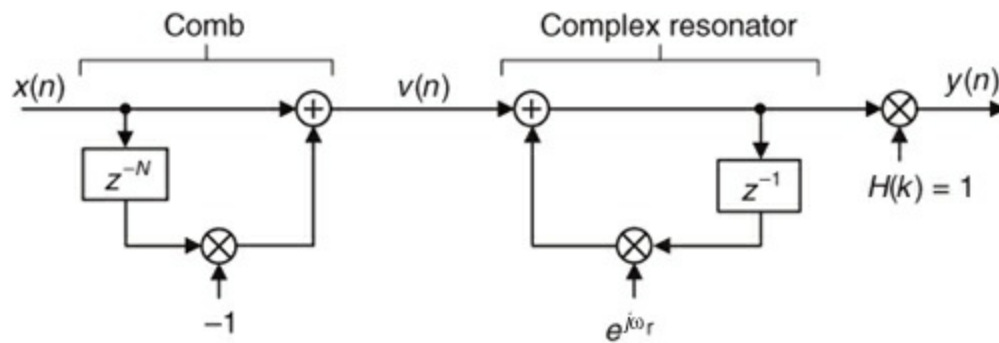 Comb
Complex resonator
x(n)
v(n)
y(n)
z⁻ᴺ
z⁻¹
H(k) = 1
−1
e^{jωr}